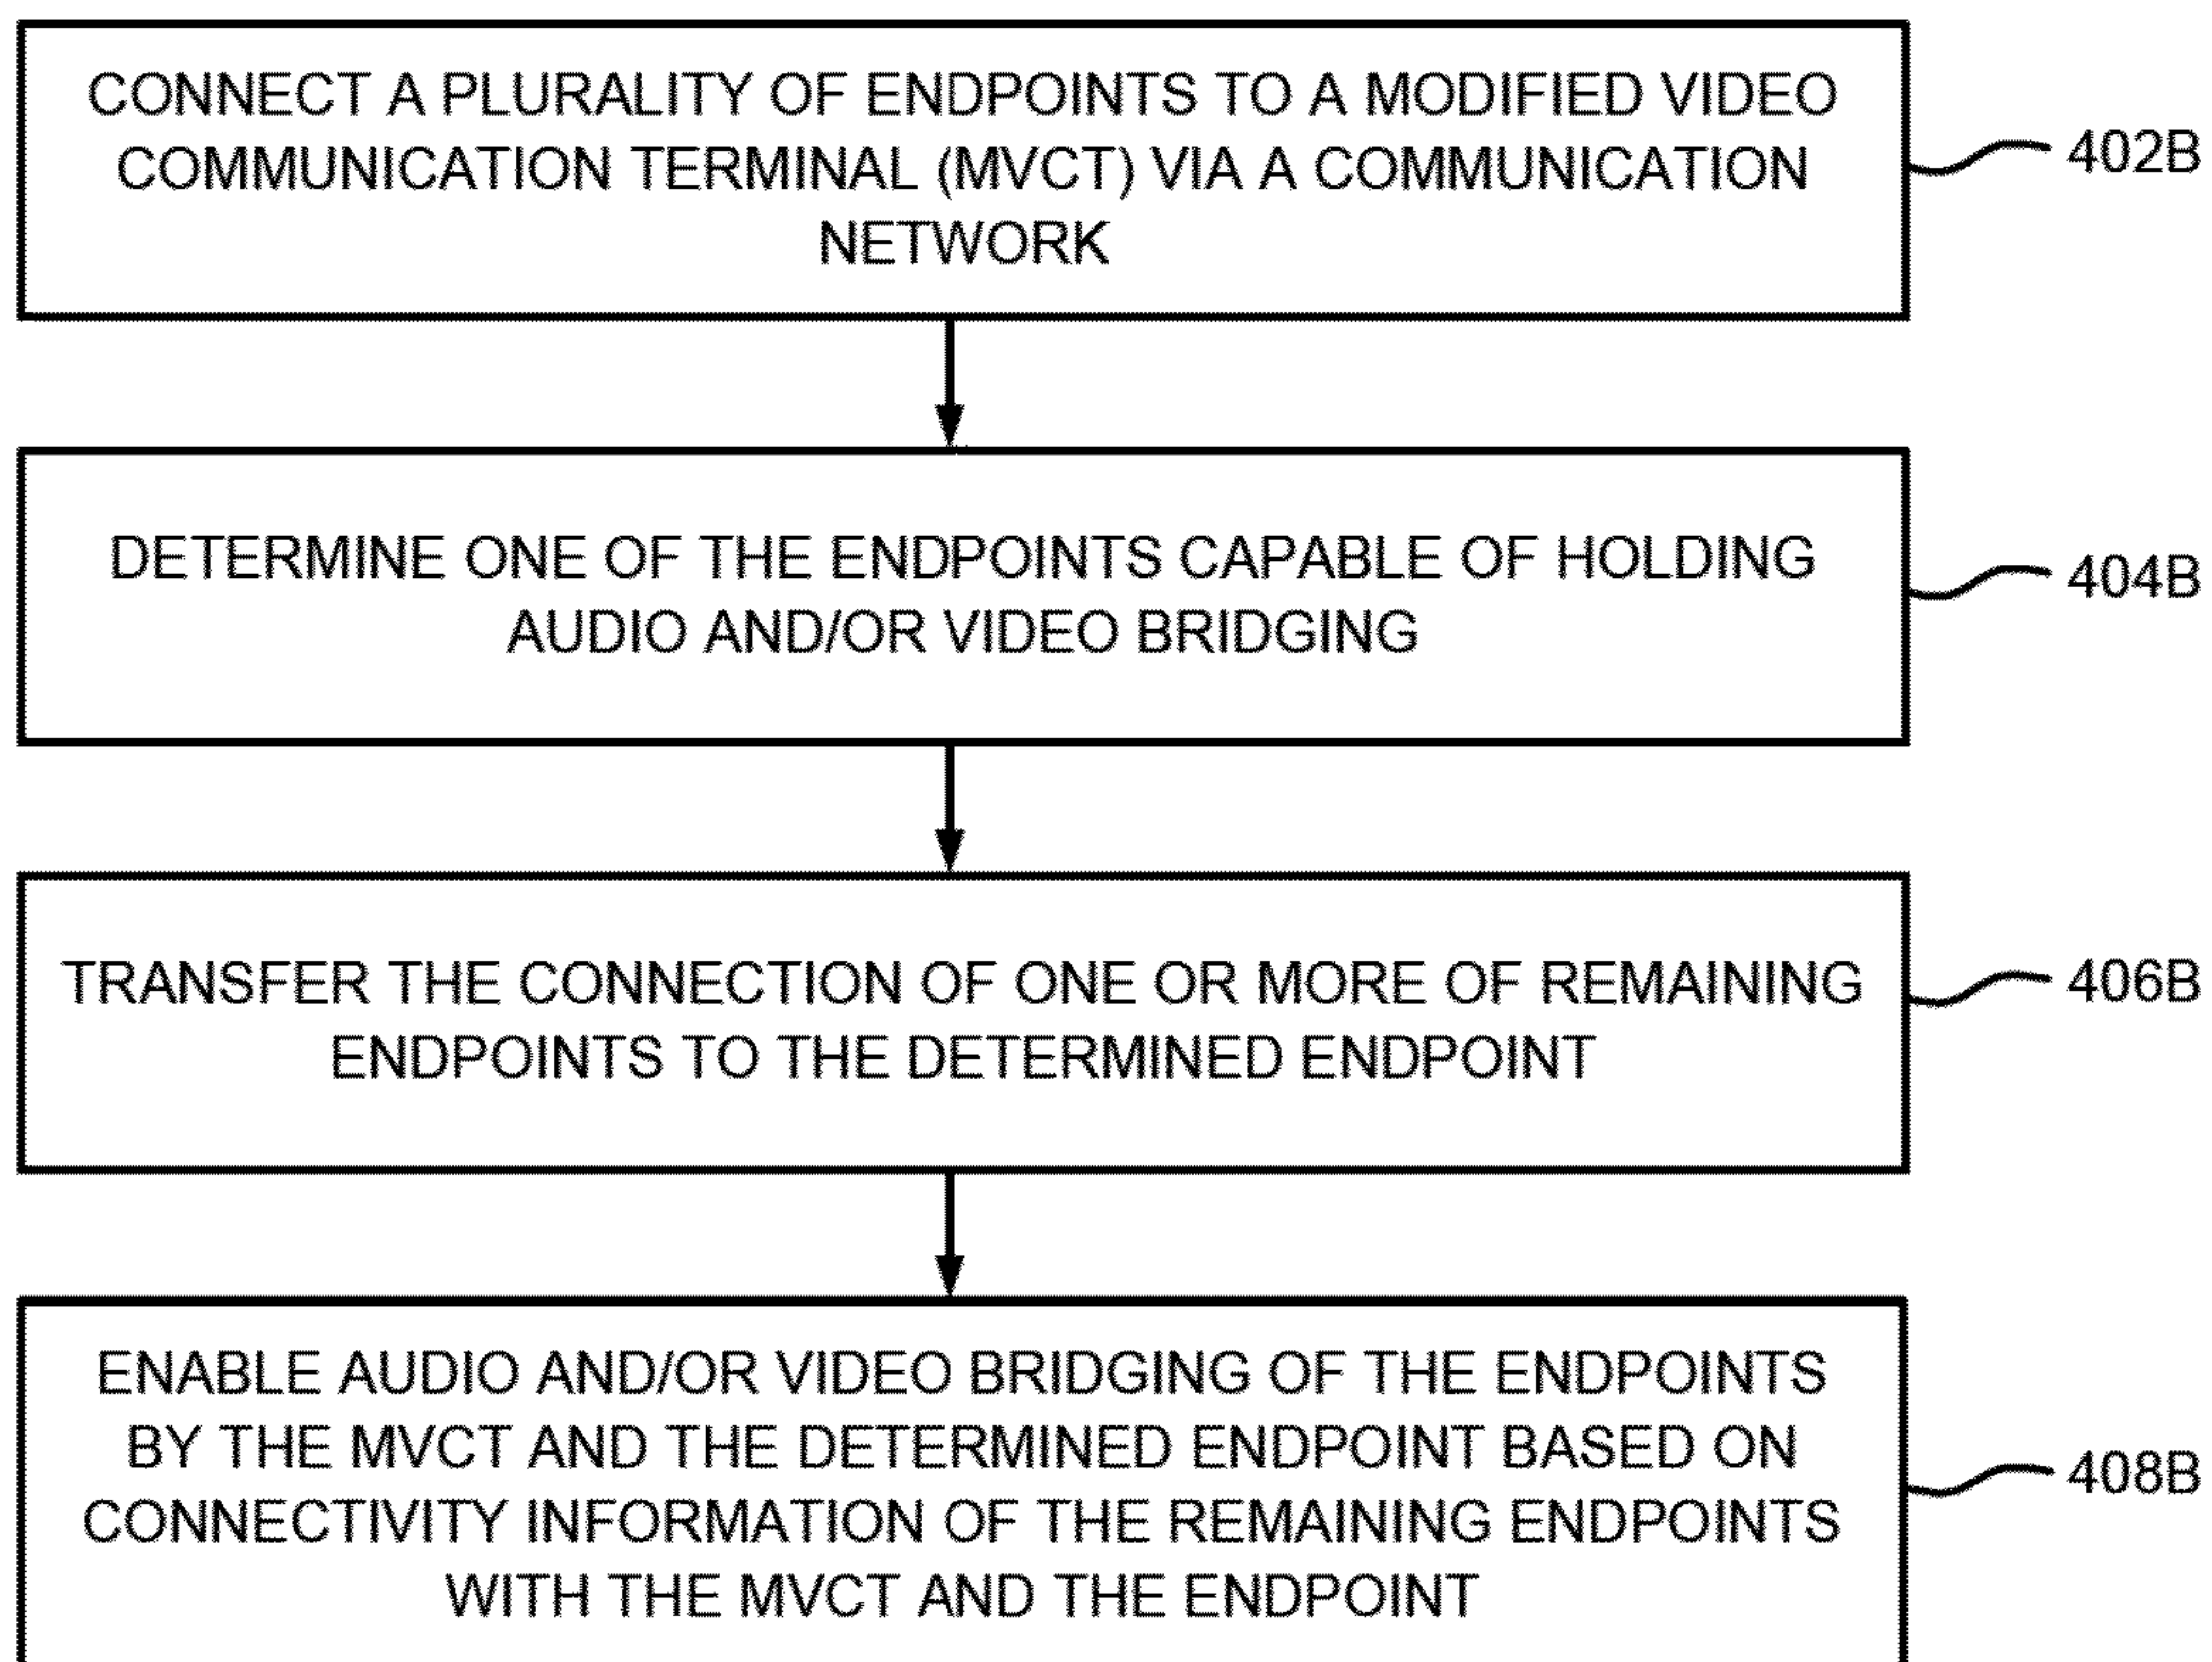 CONNECT A PLURALITY OF ENDPOINTS TO A MODIFIED VIDEO
COMMUNICATION TERMINAL (MVCT) VIA A COMMUNICATION
NETWORK
402B
DETERMINE ONE OF THE ENDPOINTS CAPABLE OF HOLDING
AUDIO AND/OR VIDEO BRIDGING
404B
TRANSFER THE CONNECTION OF ONE OR MORE OF REMAINING
ENDPOINTS TO THE DETERMINED ENDPOINT
406B
ENABLE AUDIO AND/OR VIDEO BRIDGING OF THE ENDPOINTS
BY THE MVCT AND THE DETERMINED ENDPOINT BASED ON
CONNECTIVITY INFORMATION OF THE REMAINING ENDPOINTS
WITH THE MVCT AND THE ENDPOINT
408B